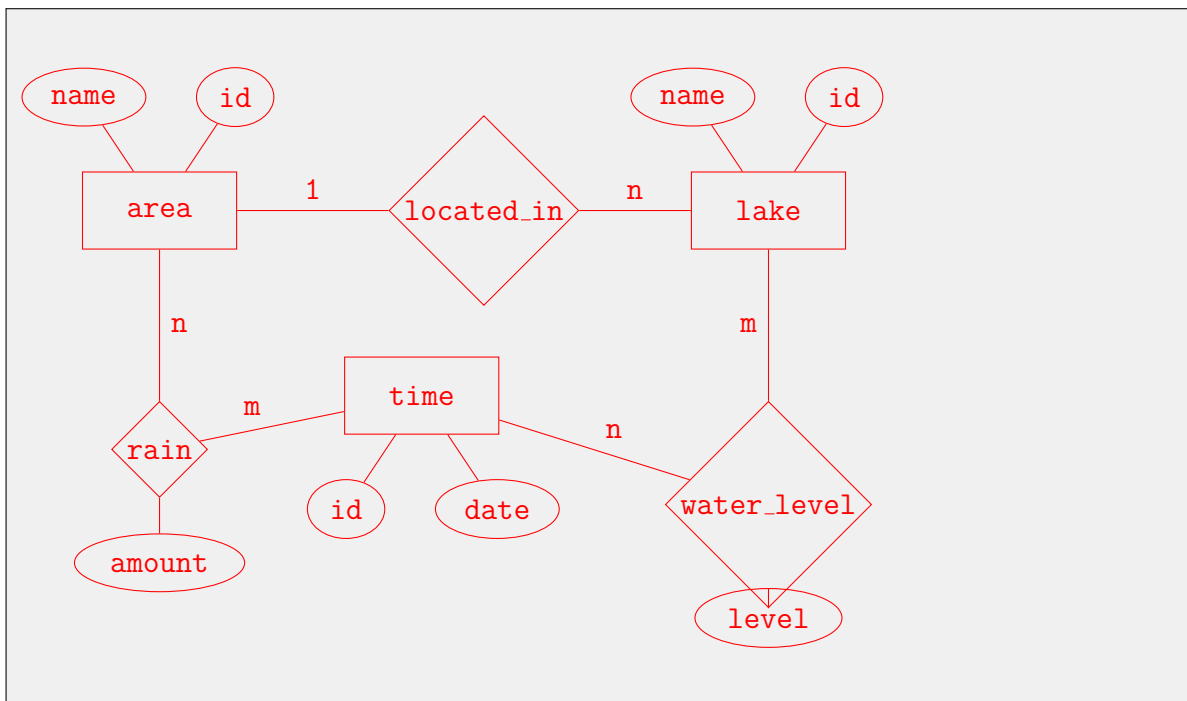 name id name id
area 1 located_in n lake
n m
time
m n
rain
id date water_level
amount
level